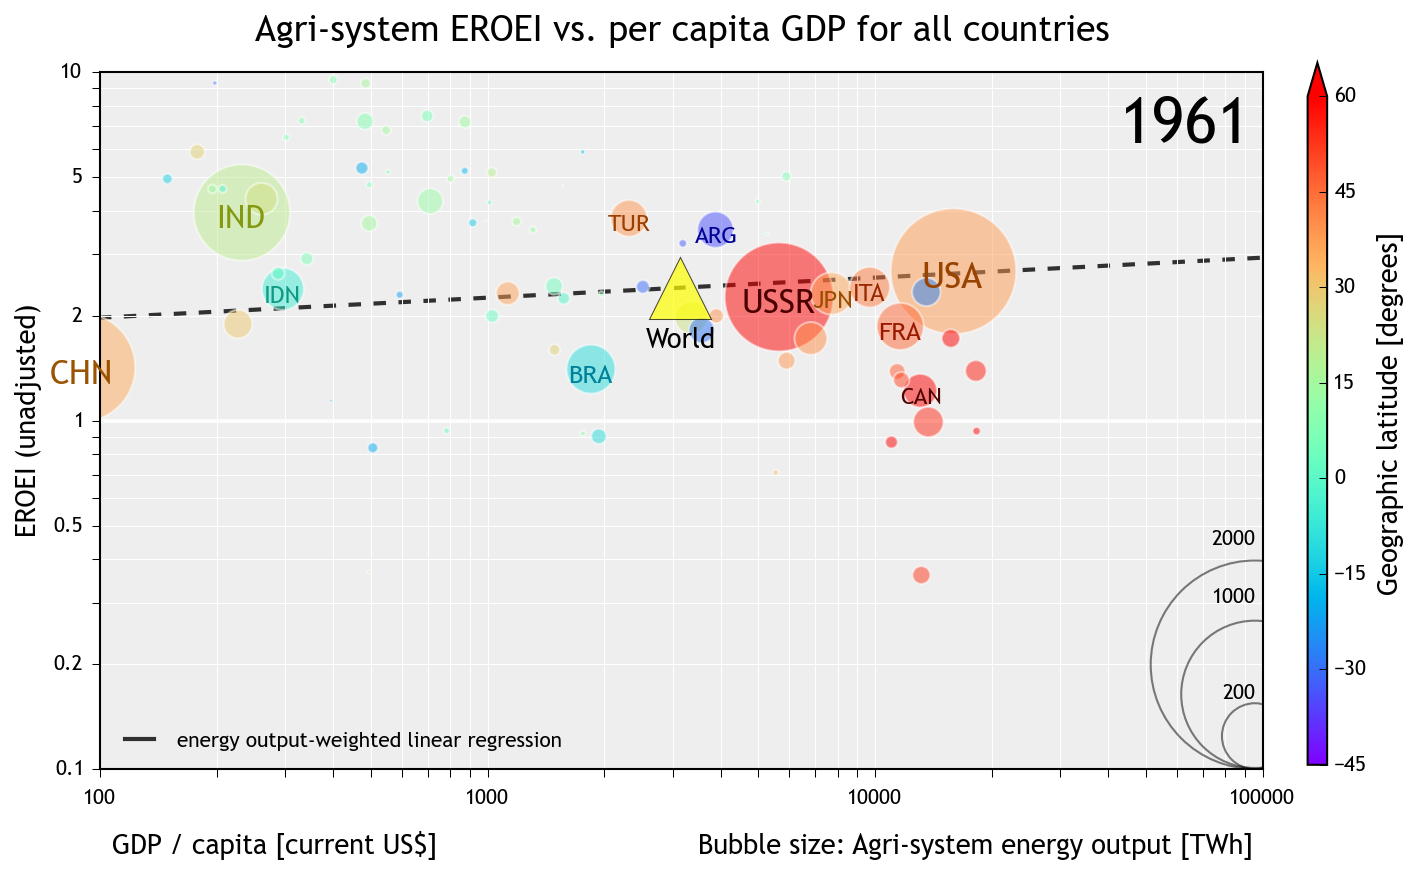 Agri-system EROEI vs. per capita GDP for all countries
1961
10
5
2
1
0.5
0.2
0.1
EROEI (unadjusted)
IND
TUR
ARG
IDN
USSR
JPN
ITA
USA
World
FRA
CHN
BRA
CAN
2000
1000
200
energy output-weighted linear regression
100
1000
10000
100000
GDP / capita [current US$]
Bubble size: Agri-system energy output [TWh]
60
45
30
15
0
−15
−30
−45
Geographic latitude [degrees]